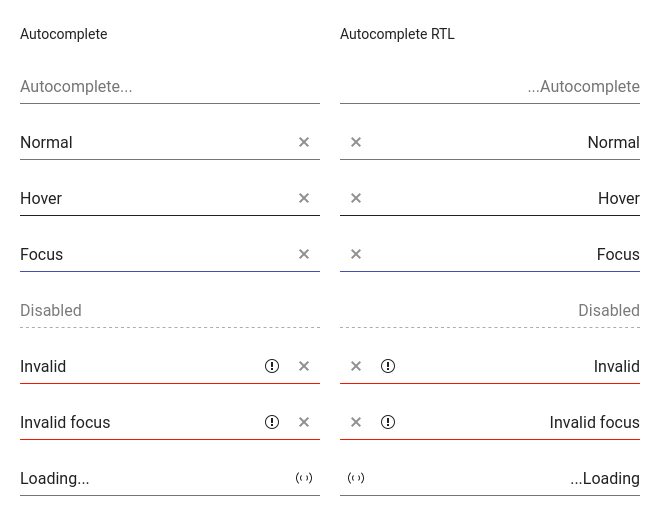 Autocomplete
Autocomplete...
Normal
Hover
Focus
Disabled
Invalid
Invalid focus
Loading...
Autocomplete RTL
...Autocomplete
Normal
Hover
Focus
Disabled
Invalid
Invalid focus
...Loading